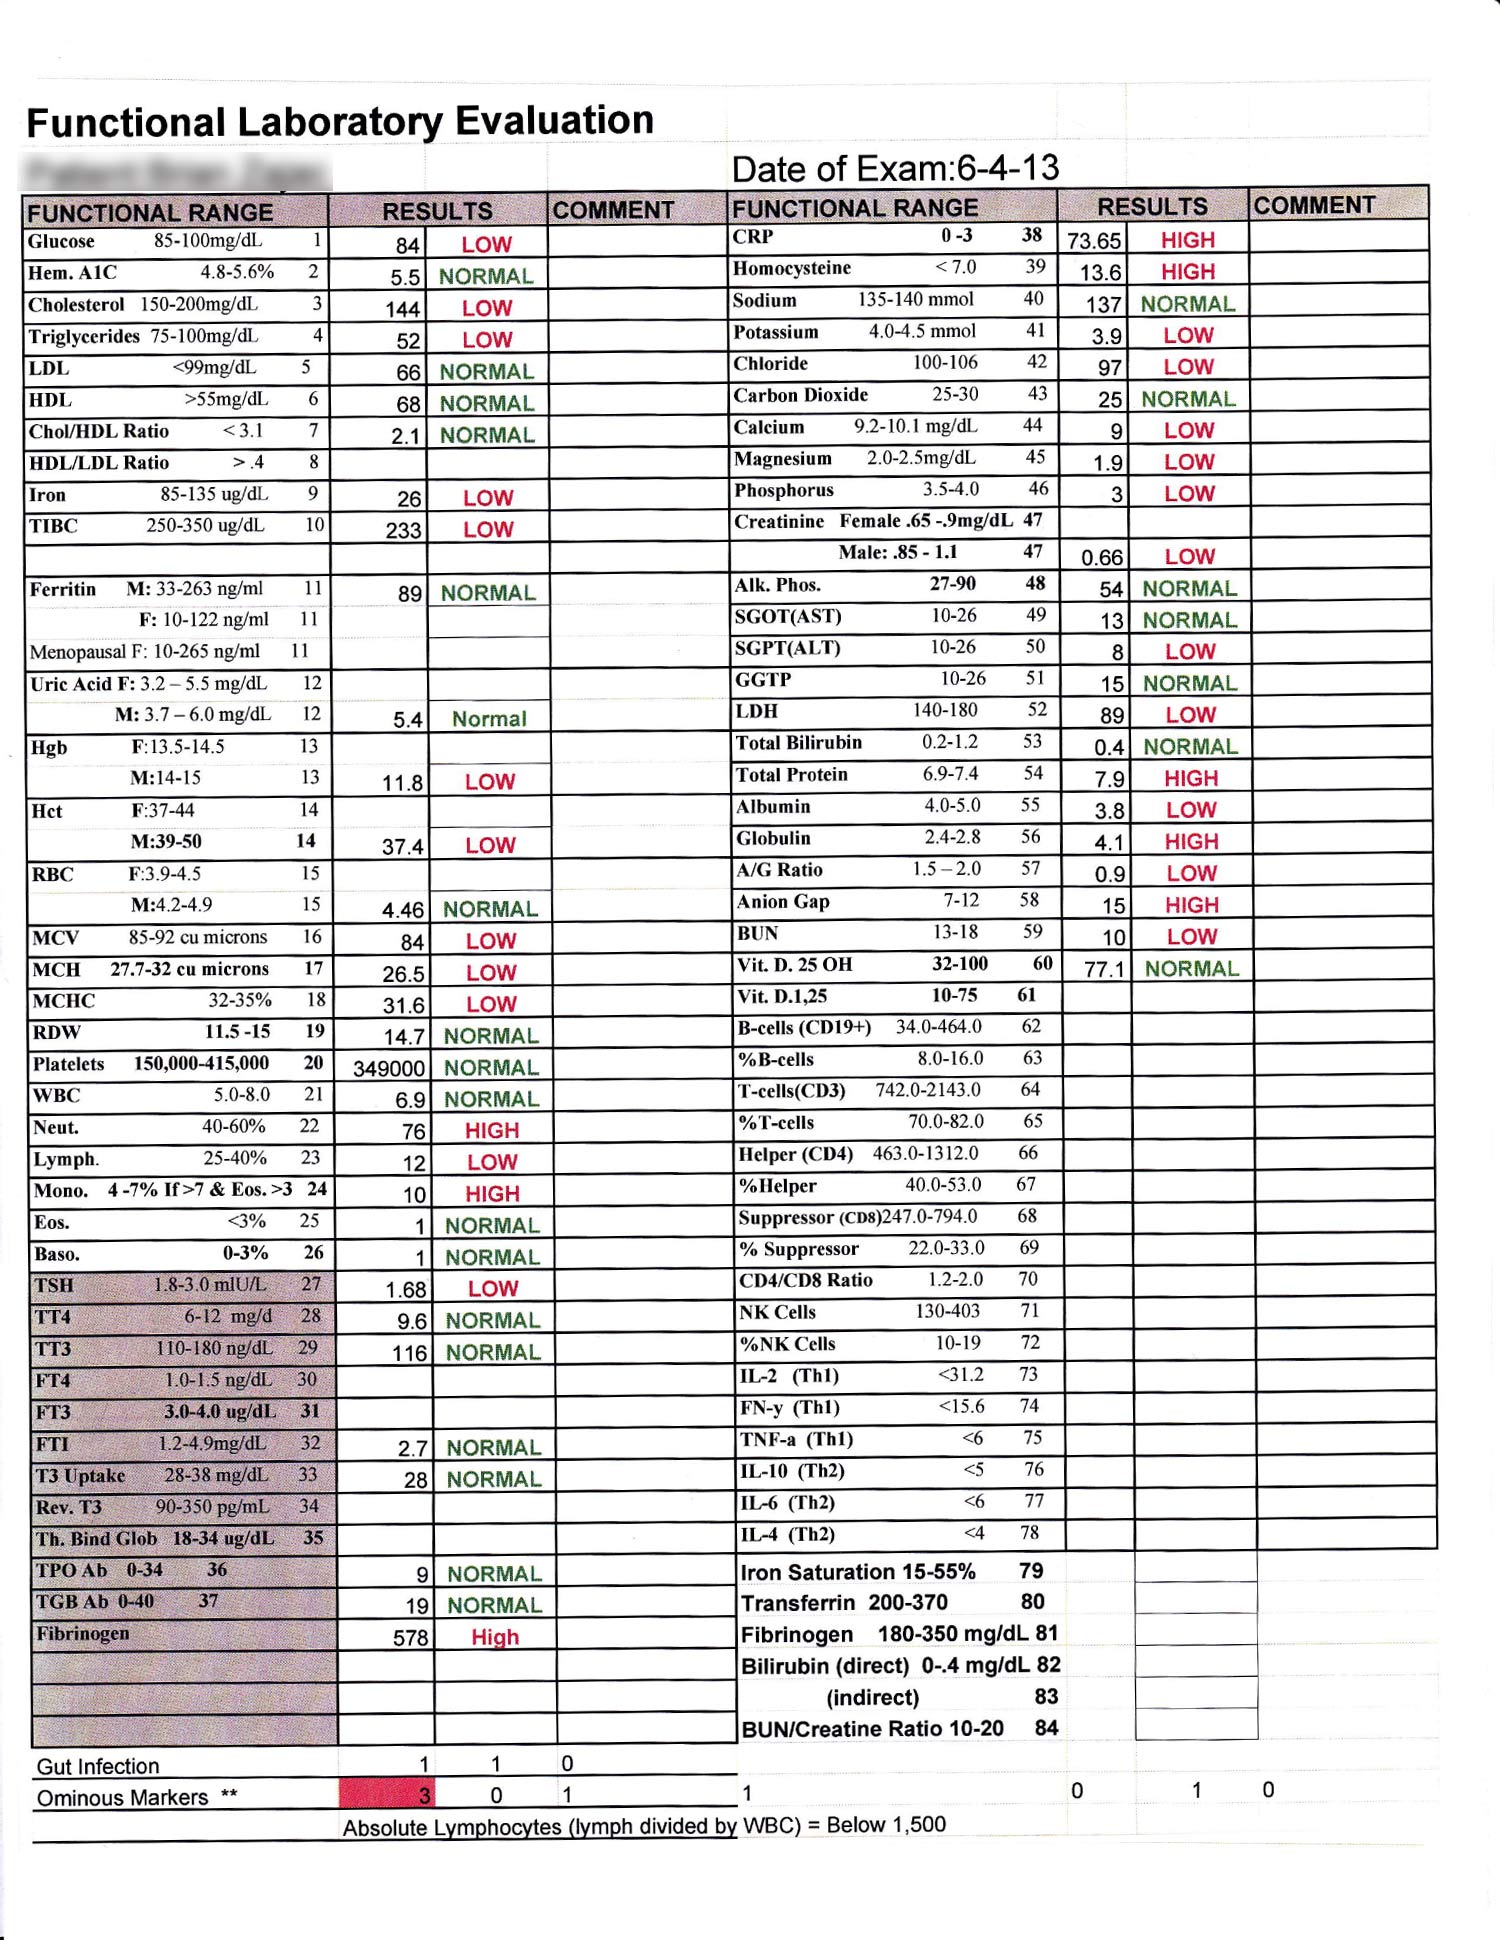 Functional Laboratory Evaluation
Date of Exam:6-4-13
FUNCTIONAL RANGE RESULTS COMMENT
Glucose 85-100mg/dL 1 84 LOW
Hem. A1C 4.8-5.6% 2 5.5 NORMAL
Cholesterol 150-200mg/dL 3 144 LOW
Triglycerides 75-100mg/dL 4 52 LOW
LDL <99mg/dL 5 66 NORMAL
HDL >55mg/dL 6 68 NORMAL
Chol/HDL Ratio < 3.1 7 2.1 NORMAL
HDL/LDL Ratio > .4 8
Iron 85-135 ug/dL 9 26 LOW
TIBC 250-350 ug/dL 10 233 LOW
Ferritin M: 33-263 ng/ml 11 89 NORMAL
F: 10-122 ng/ml 11
Menopausal F: 10-265 ng/ml 11
Uric Acid F: 3.2 – 5.5 mg/dL 12
M: 3.7 – 6.0 mg/dL 12 5.4 Normal
Hgb F:13.5-14.5 13
M:14-15 13 11.8 LOW
Hct F:37-44 14
M:39-50 14 37.4 LOW
RBC F:3.9-4.5 15
M:4.2-4.9 15 4.46 NORMAL
MCV 85-92 cu microns 16 84 LOW
MCH 27.7-32 cu microns 17 26.5 LOW
MCHC 32-35% 18 31.6 LOW
RDW 11.5 -15 19 14.7 NORMAL
Platelets 150,000-415,000 20 349000 NORMAL
WBC 5.0-8.0 21 6.9 NORMAL
Neut. 40-60% 22 76 HIGH
Lymph. 25-40% 23 12 LOW
Mono. 4 -7% If >7 & Eos. >3 24 10 HIGH
Eos. <3% 25 1 NORMAL
Baso. 0-3% 26 1 NORMAL
TSH 1.8-3.0 mlU/L 27 1.68 LOW
TT4 6-12 mg/d 28 9.6 NORMAL
TT3 110-180 ng/dL 29 116 NORMAL
FT4 1.0-1.5 ng/dL 30
FT3 3.0-4.0 ug/dL 31
FTI 1.2-4.9mg/dL 32 2.7 NORMAL
T3 Uptake 28-38 mg/dL 33 28 NORMAL
Rev. T3 90-350 pg/mL 34
Th. Bind Glob 18-34 ug/dL 35
TPO Ab 0-34 36 9 NORMAL
TGB Ab 0-40 37 19 NORMAL
Fibrinogen 578 High
FUNCTIONAL RANGE RESULTS COMMENT
CRP 0 -3 38 73.65 HIGH
Homocysteine < 7.0 39 13.6 HIGH
Sodium 135-140 mmol 40 137 NORMAL
Potassium 4.0-4.5 mmol 41 3.9 LOW
Chloride 100-106 42 97 LOW
Carbon Dioxide 25-30 43 25 NORMAL
Calcium 9.2-10.1 mg/dL 44 9 LOW
Magnesium 2.0-2.5mg/dL 45 1.9 LOW
Phosphorus 3.5-4.0 46 3 LOW
Creatinine Female .65 -.9mg/dL 47
Male: .85 - 1.1 47 0.66 LOW
Alk. Phos. 27-90 48 54 NORMAL
SGOT(AST) 10-26 49 13 NORMAL
SGPT(ALT) 10-26 50 8 LOW
GGTP 10-26 51 15 NORMAL
LDH 140-180 52 89 LOW
Total Bilirubin 0.2-1.2 53 0.4 NORMAL
Total Protein 6.9-7.4 54 7.9 HIGH
Albumin 4.0-5.0 55 3.8 LOW
Globulin 2.4-2.8 56 4.1 HIGH
A/G Ratio 1.5 – 2.0 57 0.9 LOW
Anion Gap 7-12 58 15 HIGH
BUN 13-18 59 10 LOW
Vit. D. 25 OH 32-100 60 77.1 NORMAL
Vit. D.1,25 10-75 61
B-cells (CD19+) 34.0-464.0 62
%B-cells 8.0-16.0 63
T-cells(CD3) 742.0-2143.0 64
%T-cells 70.0-82.0 65
Helper (CD4) 463.0-1312.0 66
%Helper 40.0-53.0 67
Suppressor (CD8)247.0-794.0 68
% Suppressor 22.0-33.0 69
CD4/CD8 Ratio 1.2-2.0 70
NK Cells 130-403 71
%NK Cells 10-19 72
IL-2 (Th1) <31.2 73
FN-y (Th1) <15.6 74
TNF-a (Th1) <6 75
IL-10 (Th2) <5 76
IL-6 (Th2) <6 77
IL-4 (Th2) <4 78
Iron Saturation 15-55% 79
Transferrin 200-370 80
Fibrinogen 180-350 mg/dL 81
Bilirubin (direct) 0-.4 mg/dL 82
(indirect) 83
BUN/Creatine Ratio 10-20 84
Gut Infection 1 1 0
Ominous Markers ** 3 0 1 1 0 1 0
Absolute Lymphocytes (lymph divided by WBC) = Below 1,500